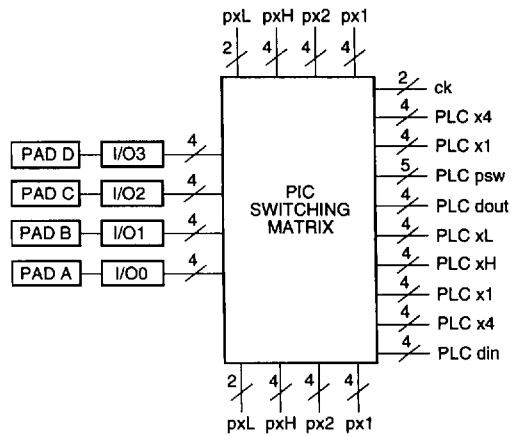 pxL pxH px2 px1
2 4 4 4
2 ck
4 PLC x4
4 PLC x1
5 PLC psw
4 PLC dout
4 PLC xL
4 PLC xH
4 PLC x1
4 PLC x4
4 PLC din
PAD D I/O3 4
PAD C I/O2 4
PAD B I/O1 4
PAD A I/O0 4
PIC
SWITCHING
MATRIX
2 4 4 4
pxL pxH px2 px1